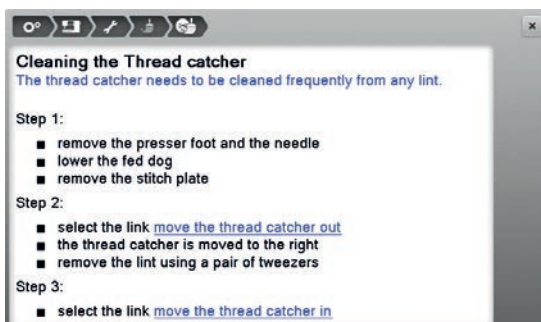 Cleaning the Thread catcher
The thread catcher needs to be cleaned frequently from any lint.
Step 1:
■ remove the presser foot and the needle
■ lower the fed dog
■ remove the stitch plate
Step 2:
■ select the link move the thread catcher out
■ the thread catcher is moved to the right
■ remove the lint using a pair of tweezers
Step 3:
■ select the link move the thread catcher in